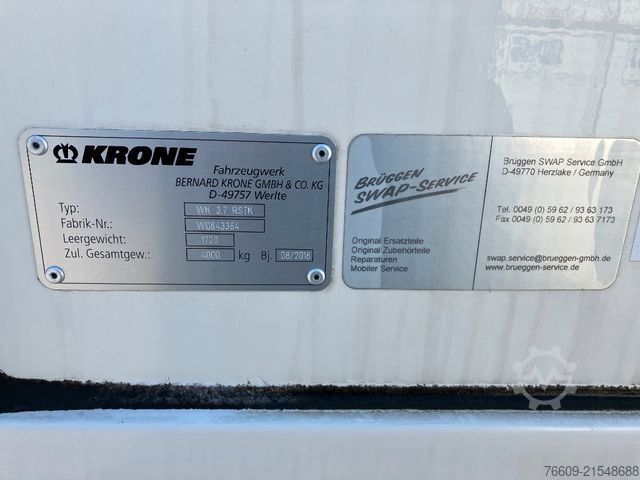 KRONE
Fahrzeugwerk
BERNARD KRONE GMBH & CO. KG
D-49757 Werlte
Typ: WK 3,7 RSTK
Fabrik-Nr.: W0843364
Leergewicht: 1720
Zul. Gesamtgew.: 4000 kg Bj. 08/2018
BRÜGGEN
SWAP-SERVICE
Original Ersatzteile
Original Zubehörteile
Reparaturen
Mobiler Service
Brüggen SWAP Service GmbH
D-49770 Herzlake / Germany
Tel. 0049 (0) 59 62 / 93 63 173
Fax 0049 (0) 59 62 / 93 63 7173
swap.service@brueggen-gmbh.de
www.brueggen-service.de
76609-21548688